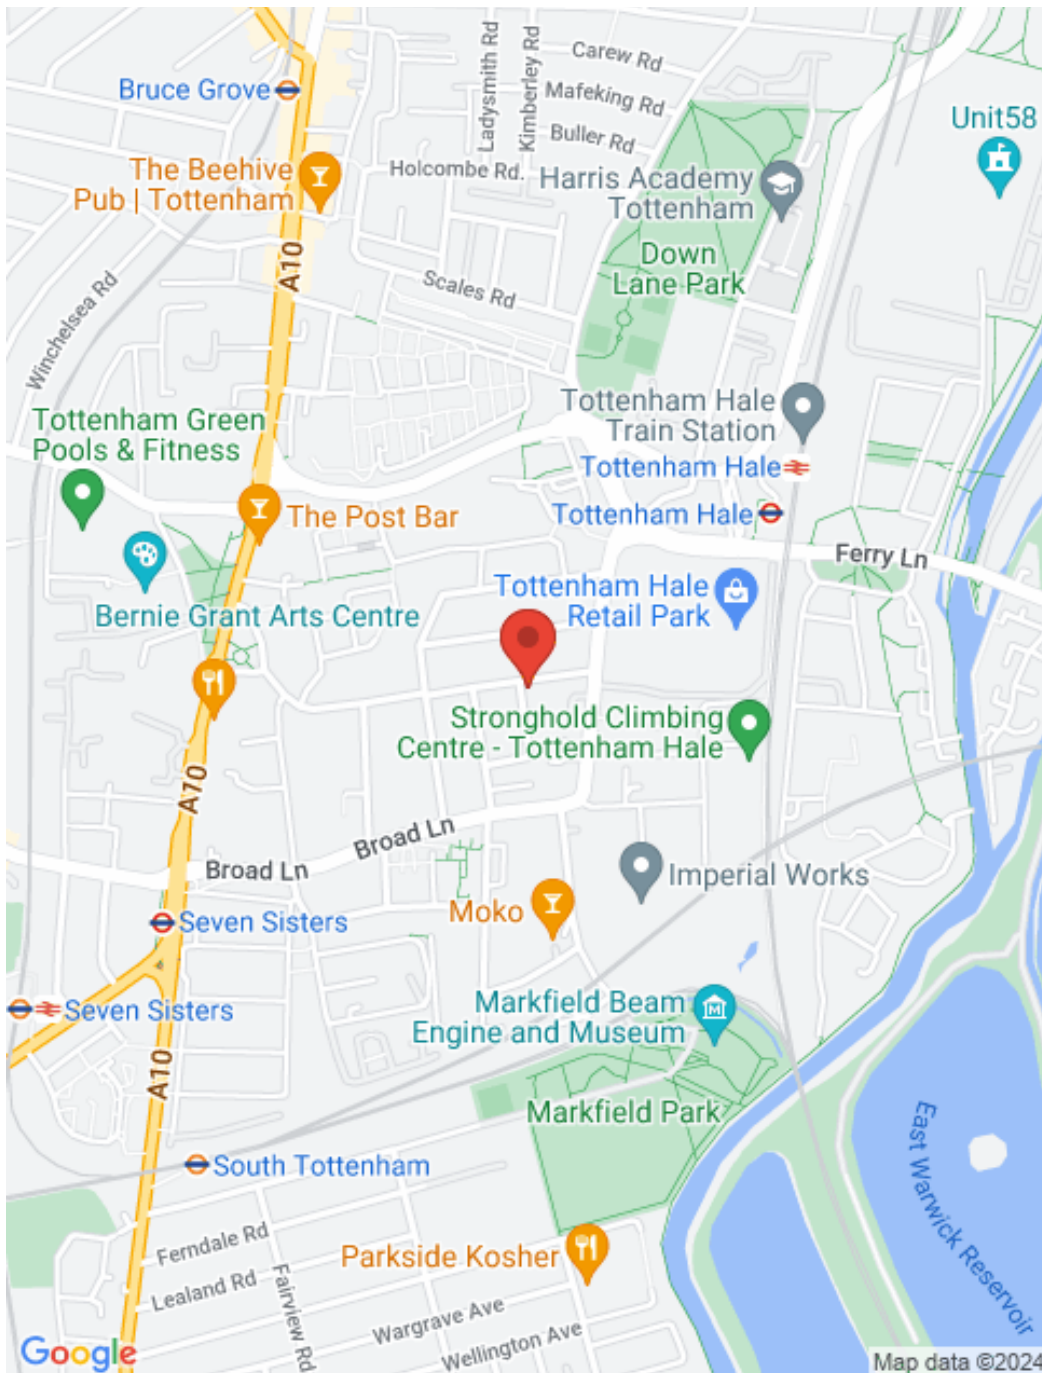 Ladysmith Rd
Kimberley Rd
Carew Rd
Bruce Grove
Mafeking Rd
Unit58
Buller Rd
The Beehive
Pub | Tottenham
Holcombe Rd.
Harris Academy
Tottenham
A10
Down
Lane Park
Winchelsea Rd
Scales Rd
Tottenham Hale
Train Station
Tottenham Green
Pools & Fitness
Tottenham Hale
The Post Bar
Tottenham Hale
Ferry Ln
Bernie Grant Arts Centre
Tottenham Hale
Retail Park
Stronghold Climbing
Centre - Tottenham Hale
A10
Broad Ln
Broad Ln
Imperial Works
Moko
Seven Sisters
Seven Sisters
Markfield Beam
Engine and Museum
A10
Markfield Park
East Warwick Reservoir
South Tottenham
Ferndale Rd
Parkside Kosher
Lealand Rd
Fairview Rd
Wargrave Ave
Wellington Ave
Google
Map data ©2024